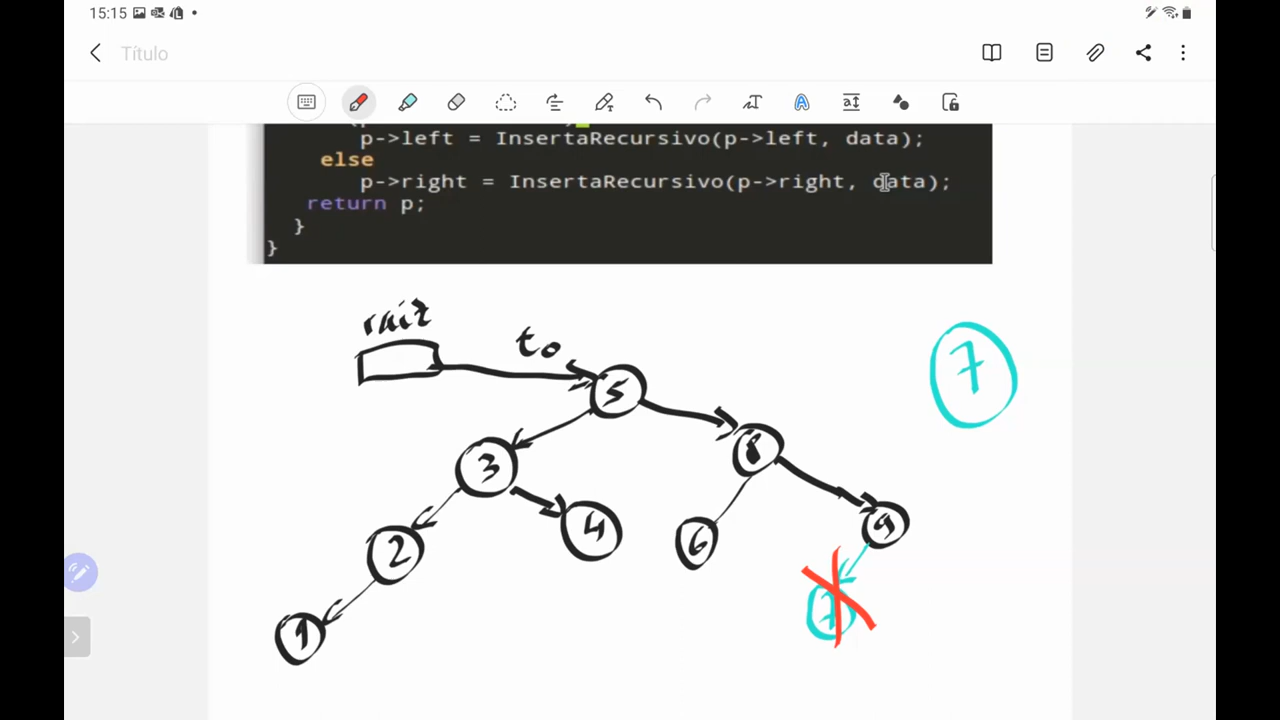 15:15
Título
p->left = InsertaRecursivo(p->left, data);
else
p->right = InsertaRecursivo(p->right, data);
return p;
}
}
raiz
to
7
5
3
8
2
4
6
9
1
7